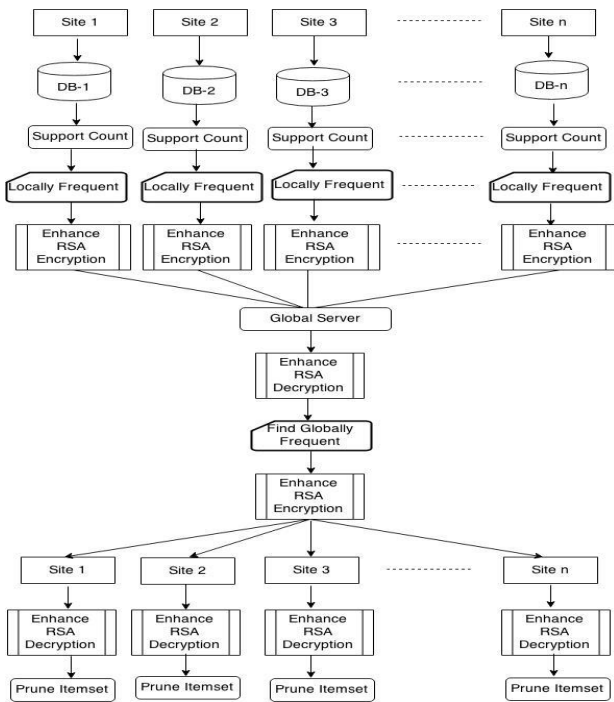 Site 1
Site 2
Site 3
Site n
DB-1
DB-2
DB-3
DB-n
Support Count
Support Count
Support Count
Support Count
Locally Frequent
Locally Frequent
Locally Frequent
Locally Frequent
Enhance
RSA
Encryption
Enhance
RSA
Encryption
Enhance
RSA
Encryption
Enhance
RSA
Encryption
Global Server
Enhance
RSA
Decryption
Find Globally
Frequent
Enhance
RSA
Encryption
Site 1
Site 2
Site 3
Site n
Enhance
RSA
Decryption
Enhance
RSA
Decryption
Enhance
RSA
Decryption
Enhance
RSA
Decryption
Prune Itemset
Prune Itemset
Prune Itemset
Prune Itemset